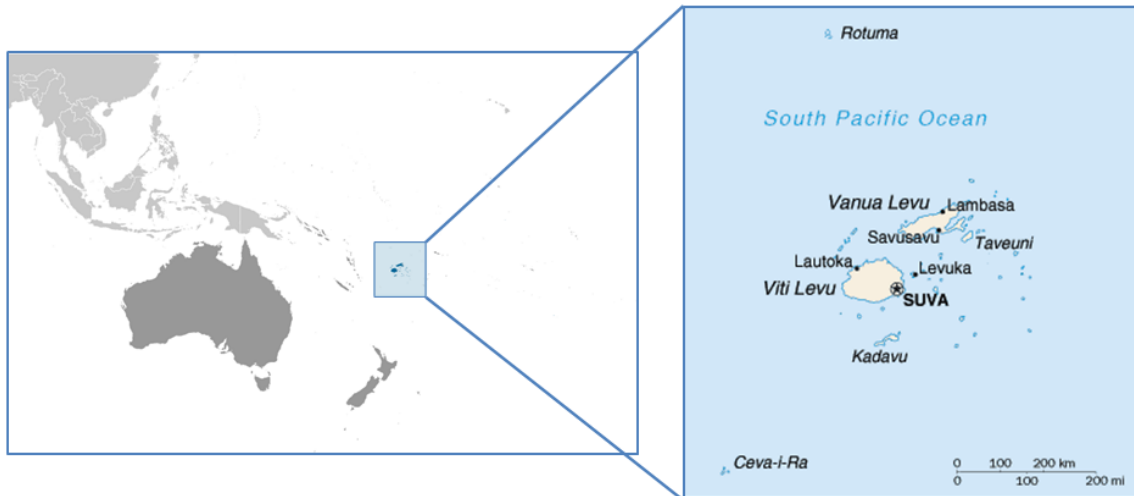 Rotuma
South Pacific Ocean
Vanua Levu
Lambasa
Savusavu
Taveuni
Lautoka
Levuka
Viti Levu
SUVA
Kadavu
Ceva-i-Ra
0 100 200 km
0 100 200 mi